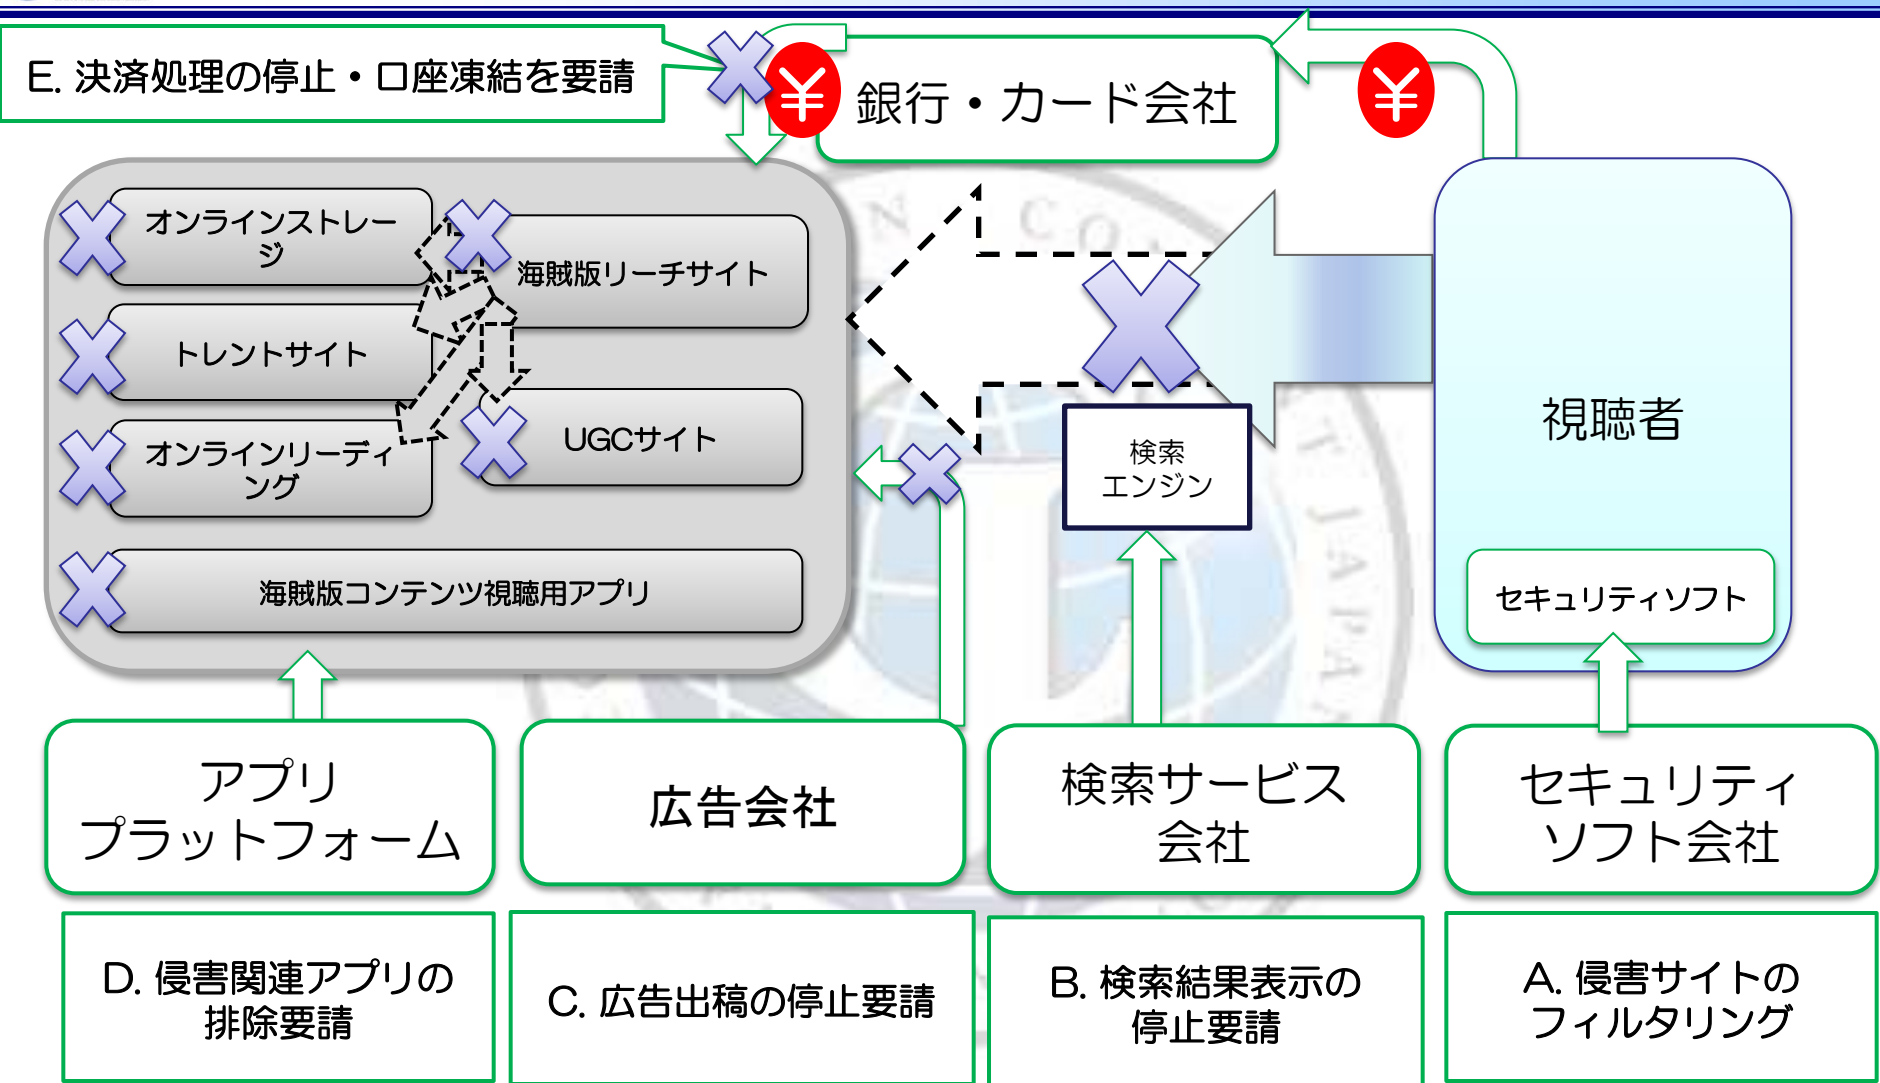 E. 決済処理の停止・口座凍結を要請
¥
銀行・カード会社
¥
オンラインストレー
ジ
海賊版リーチサイト
トレントサイト
UGCサイト
オンラインリーディ
ング
海賊版コンテンツ視聴用アプリ
検索
エンジン
視聴者
セキュリティソフト
アプリ
プラットフォーム
広告会社
検索サービス
会社
セキュリティ
ソフト会社
D. 侵害関連アプリの
排除要請
C. 広告出稿の停止要請
B. 検索結果表示の
停止要請
A. 侵害サイトの
フィルタリング